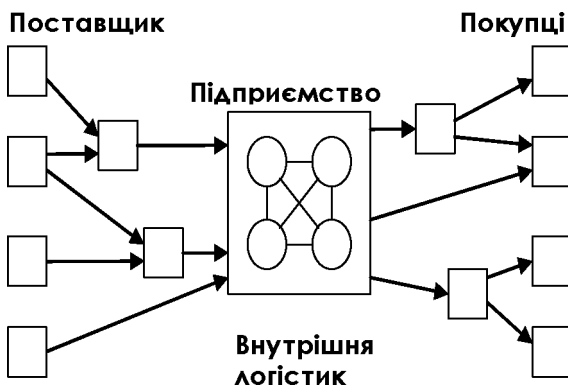 Поставщик
Покупці
Підприємство
Внутрішня
логістик